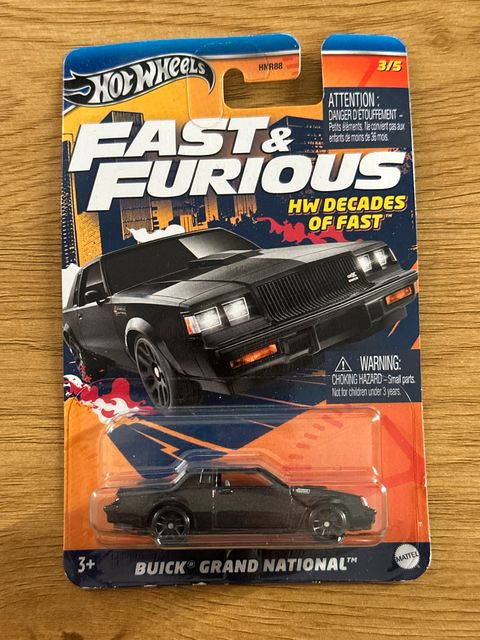 HOT WHEELS
HNR88
3/5
ATTENTION :
DANGER D'ÉTOUFFEMENT –
Petits éléments. Ne convient pas aux
enfants de moins de 36 mois.
FAST &
FURIOUS
HW DECADES
OF FAST™
WARNING:
CHOKING HAZARD – Small parts.
Not for children under 3 years.
3+
BUICK® GRAND NATIONAL™
MATTEL